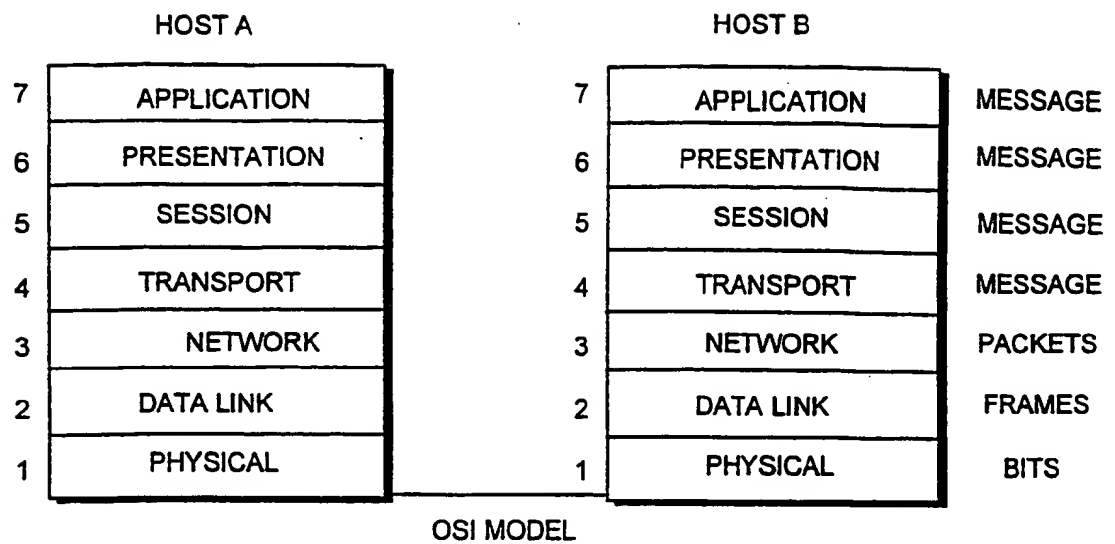 HOST A HOST B
7 APPLICATION 7 APPLICATION MESSAGE
6 PRESENTATION 6 PRESENTATION MESSAGE
5 SESSION 5 SESSION MESSAGE
4 TRANSPORT 4 TRANSPORT MESSAGE
3 NETWORK 3 NETWORK PACKETS
2 DATA LINK 2 DATA LINK FRAMES
1 PHYSICAL 1 PHYSICAL BITS
OSI MODEL